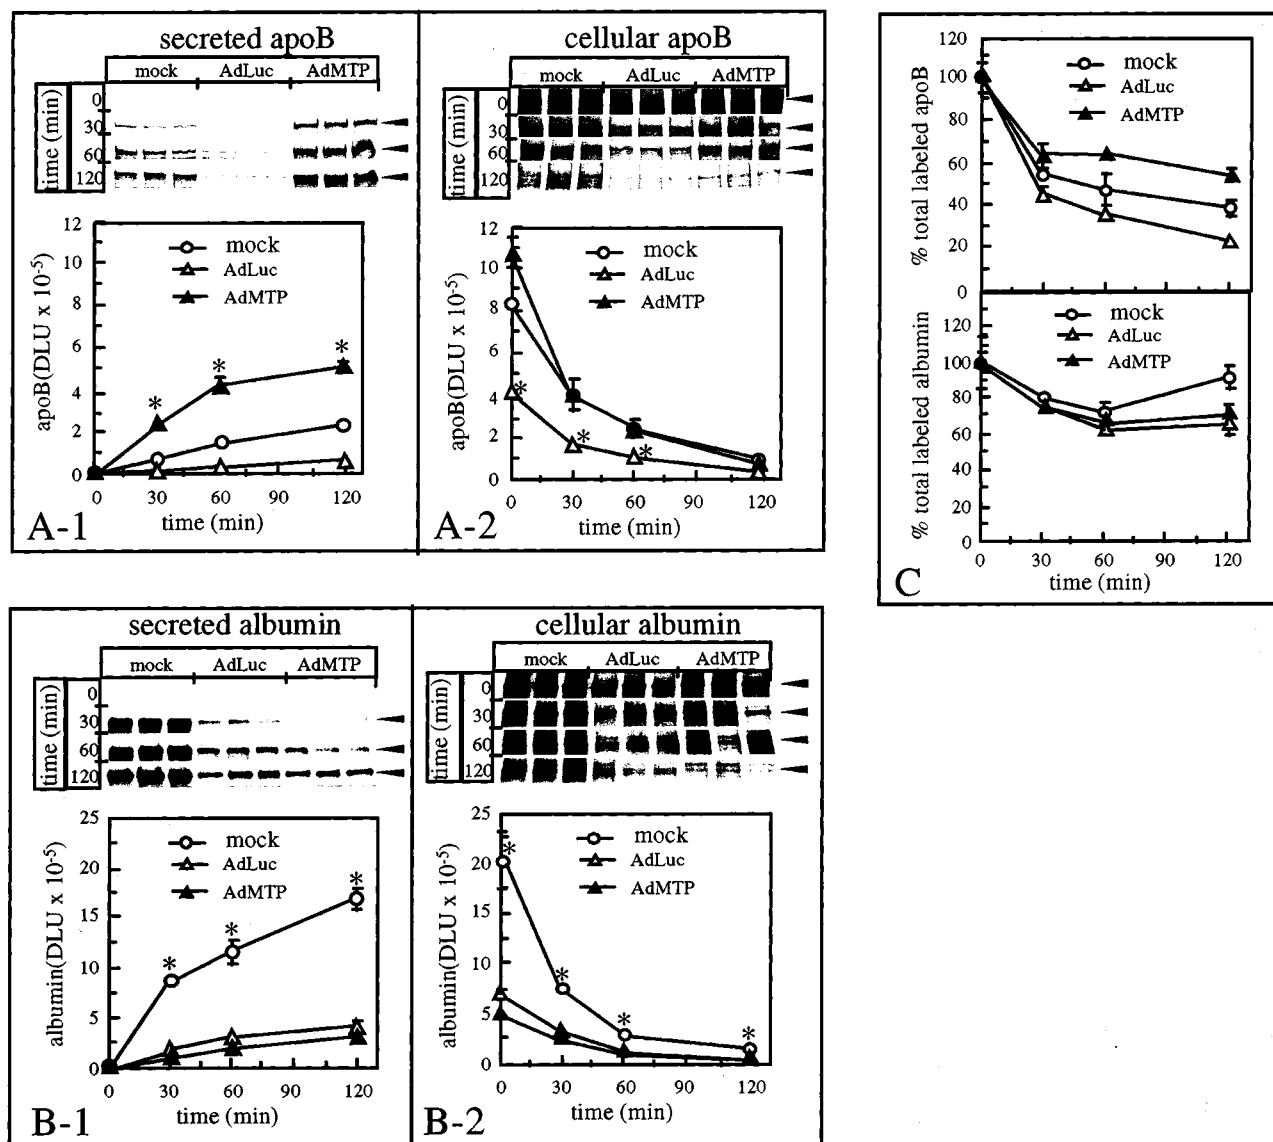 secreted apoB
mock AdLuc AdMTP
time (min)
0
30
60
120
apoB(DLU x 10-5)
12
10
8
6
4
2
0
mock
AdLuc
AdMTP
*
*
*
0 30 60 90 120
time (min)
A-1
cellular apoB
mock AdLuc AdMTP
time (min)
0
30
60
120
apoB(DLU x 10-5)
12
10
8
6
4
2
0
mock
AdLuc
AdMTP
*
*
*
0 30 60 90 120
time (min)
A-2
% total labeled apoB
120
100
80
60
40
20
0
mock
AdLuc
AdMTP
% total labeled albumin
120
100
80
60
40
20
0
mock
AdLuc
AdMTP
0 30 60 90 120
time (min)
C
secreted albumin
mock AdLuc AdMTP
time (min)
0
30
60
120
albumin(DLU x 10-5)
25
20
15
10
5
0
mock
AdLuc
AdMTP
*
*
*
0 30 60 90 120
time (min)
B-1
cellular albumin
mock AdLuc AdMTP
time (min)
0
30
60
120
albumin(DLU x 10-5)
25
20
15
10
5
0
mock
AdLuc
AdMTP
*
*
*
*
0 30 60 90 120
time (min)
B-2